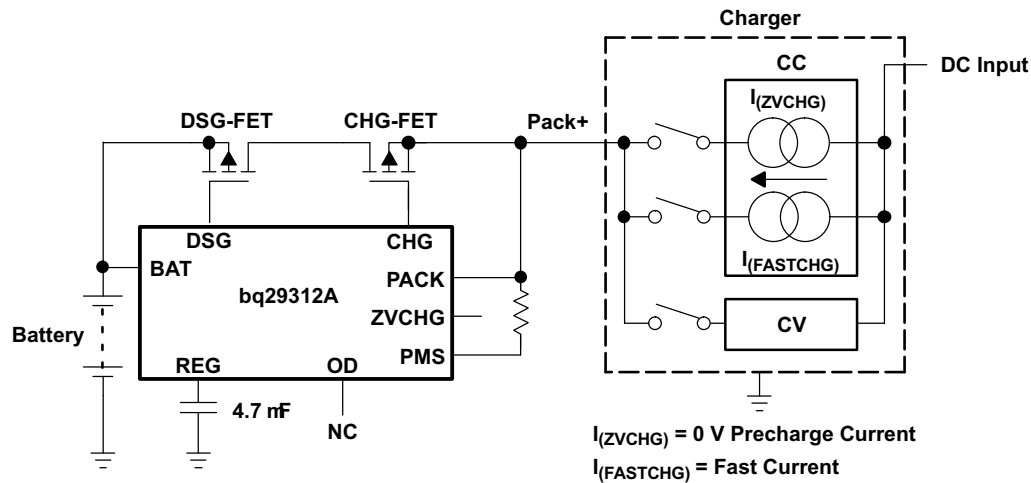 Charger
CC
DC Input
I(ZVCHG)
DSG-FET
CHG-FET
Pack+
I(FASTCHG)
DSG
CHG
BAT
PACK
bq29312A
ZVCHG
Battery
CV
PMS
REG
OD
4.7 mF
NC
I(ZVCHG) = 0 V Precharge Current
I(FASTCHG) = Fast Current